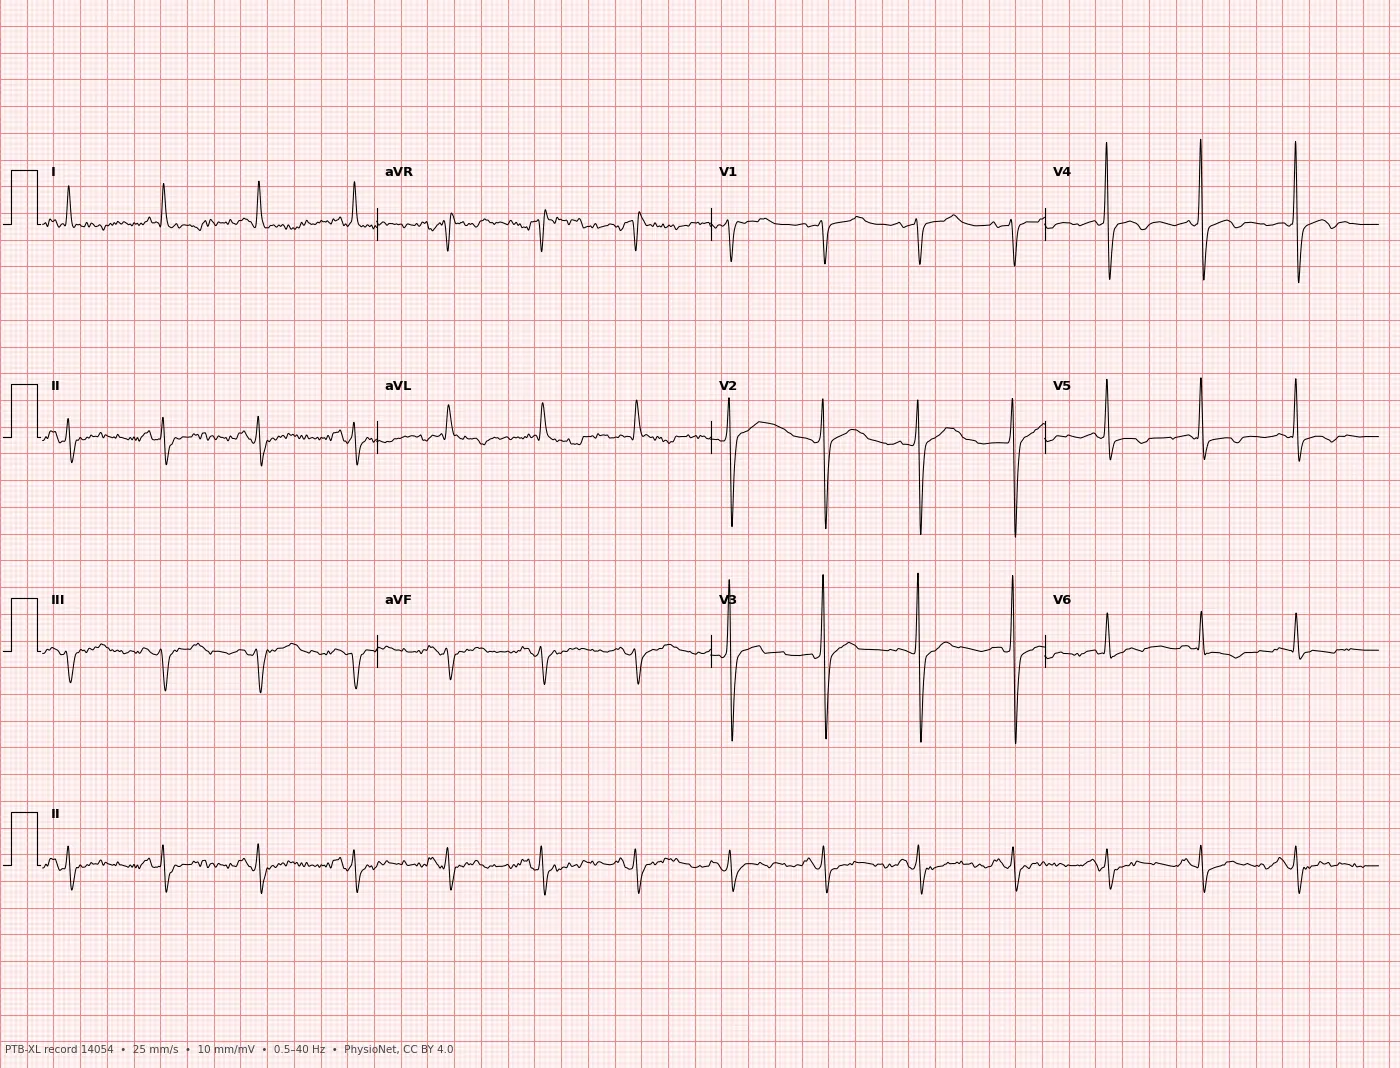 I aVR V1 V4
II aVL V2 V5
III aVF V3 V6
II
PTB-XL record 14054 • 25 mm/s • 10 mm/mV • 0.5–40 Hz • PhysioNet, CC BY 4.0